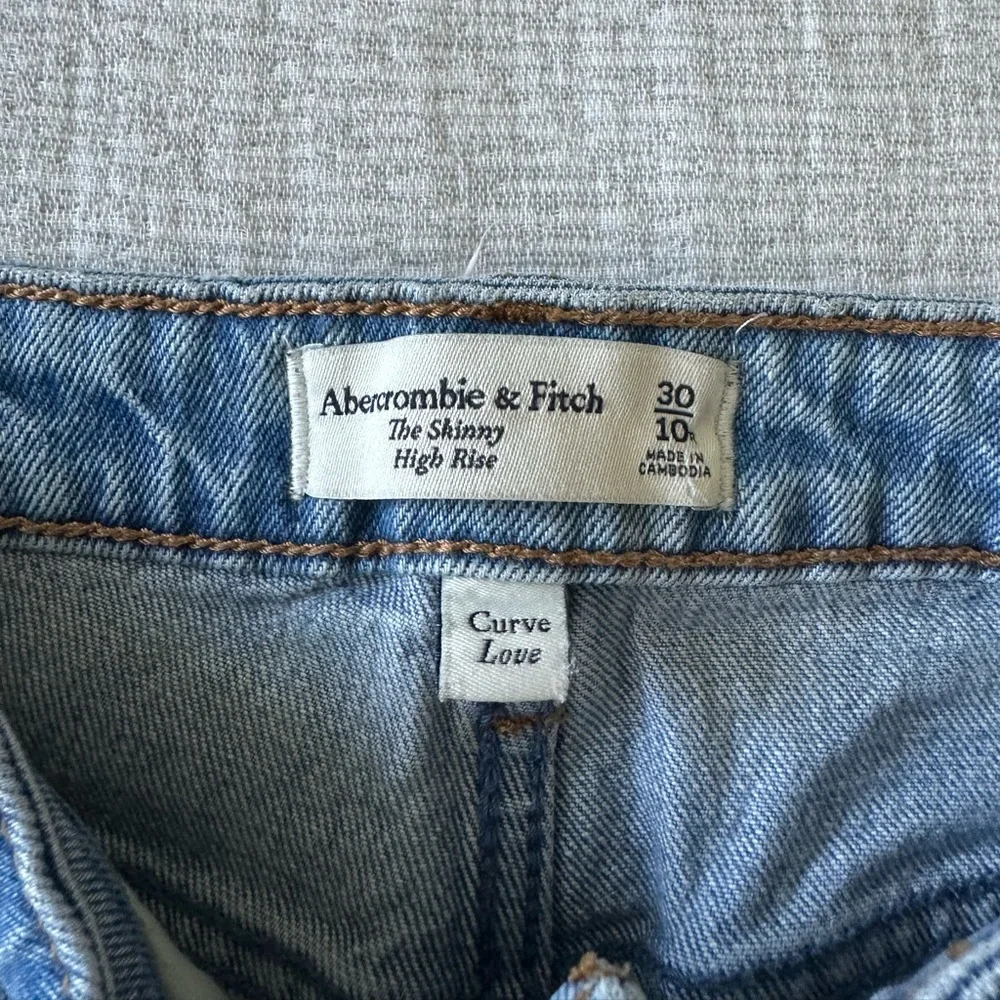 Abercrombie & Fitch
The Skinny
High Rise
30
10R
MADE IN
CAMBODIA
Curve
Love